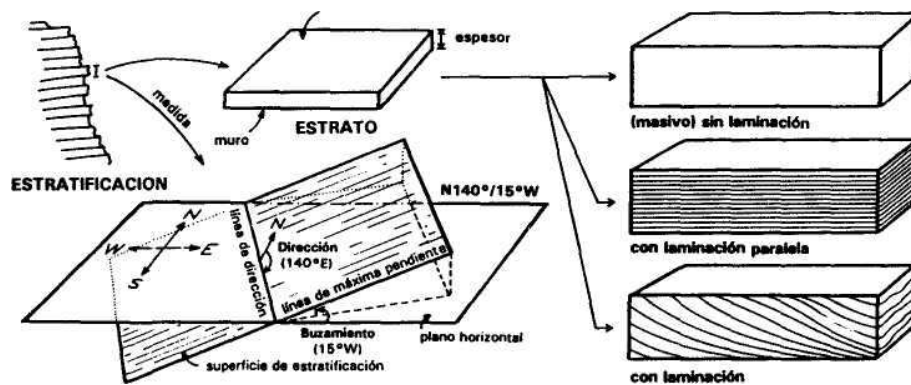 espesor
muro
ESTRATO
medida
ESTRATIFICACION
(masivo) sin laminación
con laminación paralela
con laminación
N140°/15°W
N
W
E
S
línea de dirección
N
Dirección
(140°E)
línea de máxima pendiente
Buzamiento
(15°W)
plano horizontal
superficie de estratificación